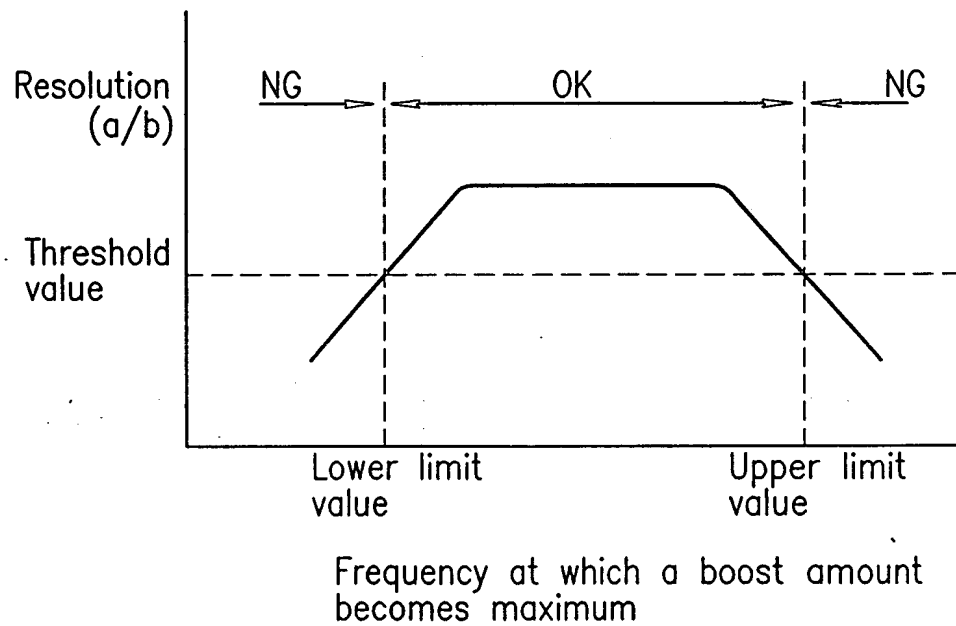 Resolution
(a/b)
NG
OK
NG
Threshold
value
Lower limit
value
Upper limit
value
Frequency at which a boost amount
becomes maximum